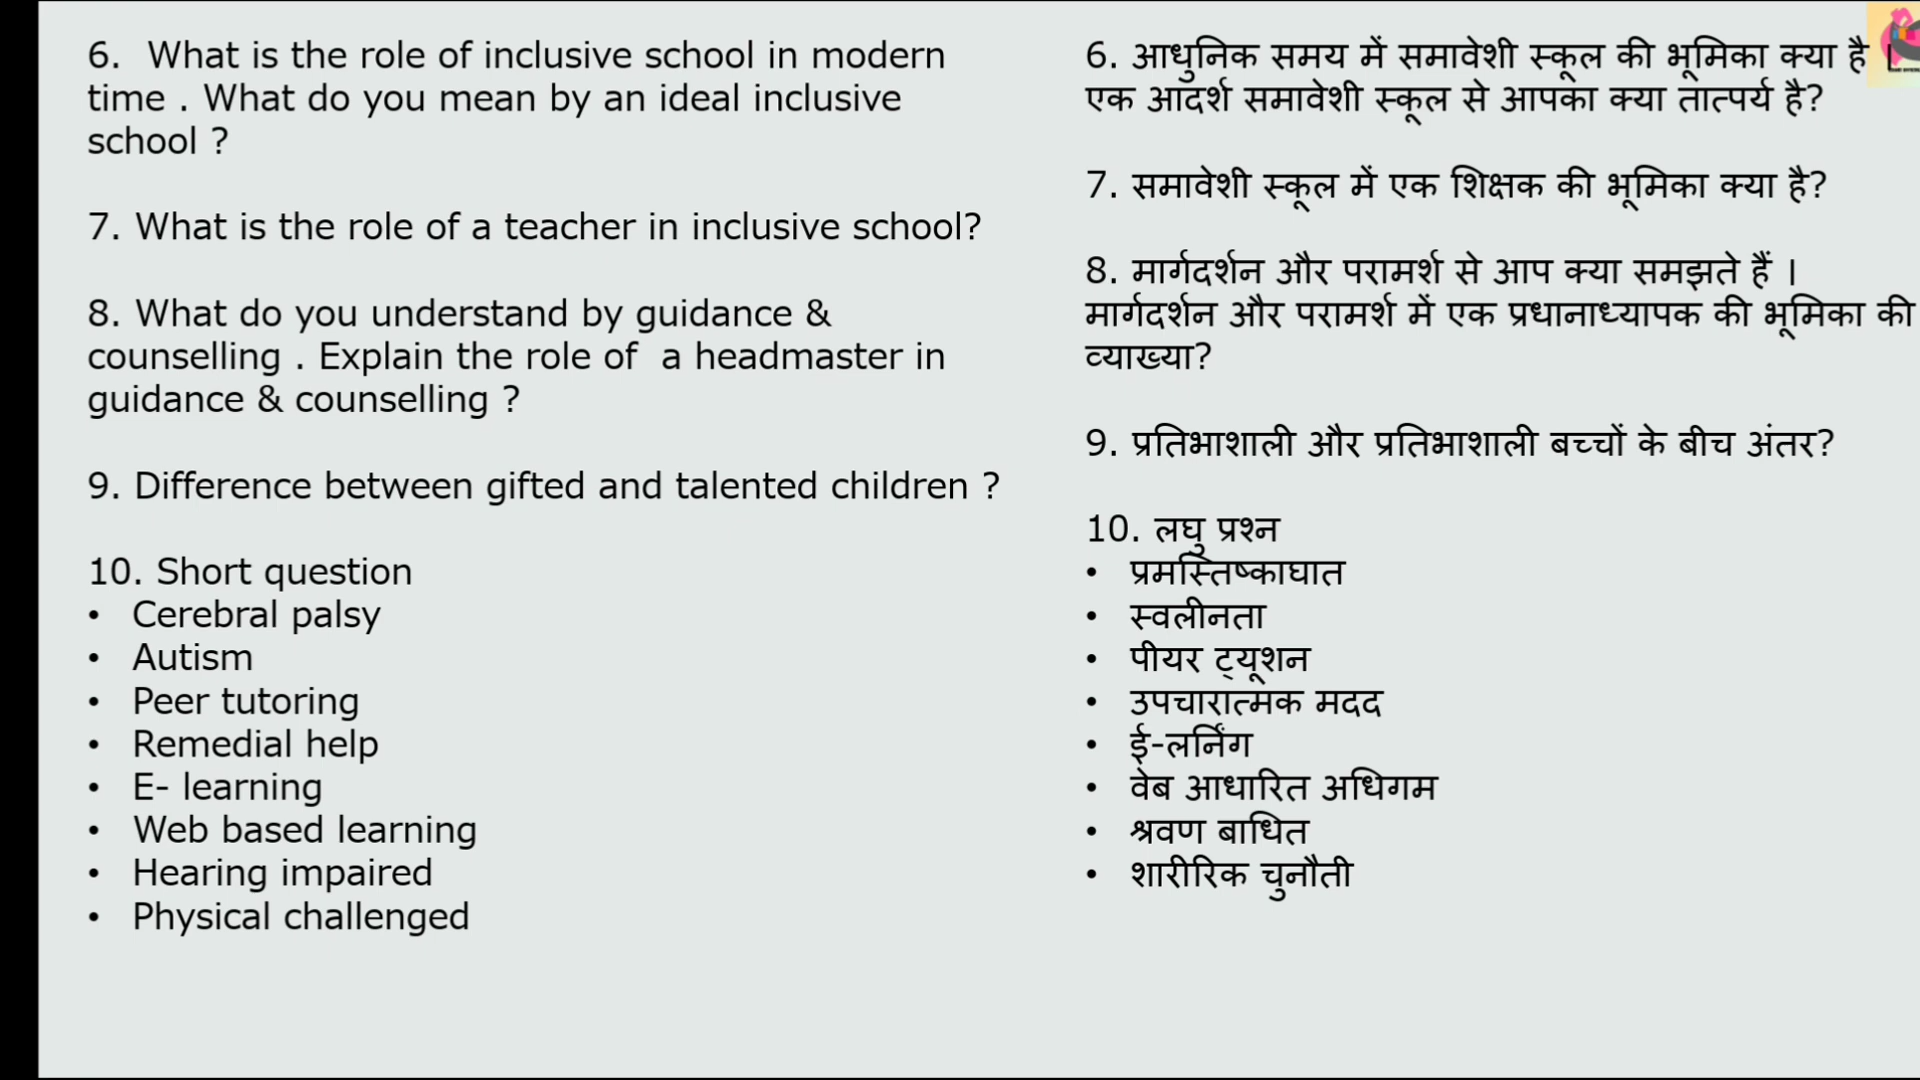 6. What is the role of inclusive school in modern
time . What do you mean by an ideal inclusive
school ?
7. What is the role of a teacher in inclusive school?
8. What do you understand by guidance &
counselling . Explain the role of a headmaster in
guidance & counselling ?
9. Difference between gifted and talented children ?
10. Short question
• Cerebral palsy
• Autism
• Peer tutoring
• Remedial help
• E- learning
• Web based learning
• Hearing impaired
• Physical challenged
6. आधुनिक समय में समावेशी स्कूल की भूमिका क्या है ।
एक आदर्श समावेशी स्कूल से आपका क्या तात्पर्य है?
7. समावेशी स्कूल में एक शिक्षक की भूमिका क्या है?
8. मार्गदर्शन और परामर्श से आप क्या समझते हैं ।
मार्गदर्शन और परामर्श में एक प्रधानाध्यापक की भूमिका की
व्याख्या?
9. प्रतिभाशाली और प्रतिभाशाली बच्चों के बीच अंतर?
10. लघु प्रश्न
• प्रमस्तिष्काघात
• स्वलीनता
• पीयर ट्यूशन
• उपचारात्मक मदद
• ई-लर्निंग
• वेब आधारित अधिगम
• श्रवण बाधित
• शारीरिक चुनौती